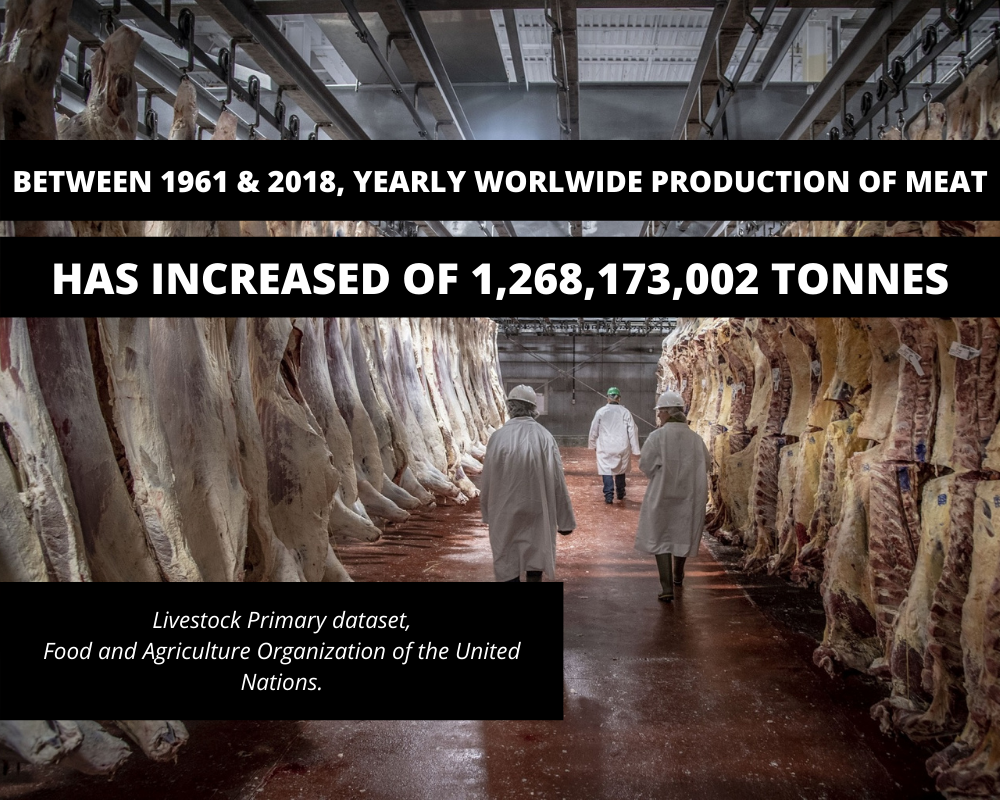 BETWEEN 1961 & 2018, YEARLY WORLWIDE PRODUCTION OF MEAT
HAS INCREASED OF 1,268,173,002 TONNES
Livestock Primary dataset,
Food and Agriculture Organization of the United
Nations.